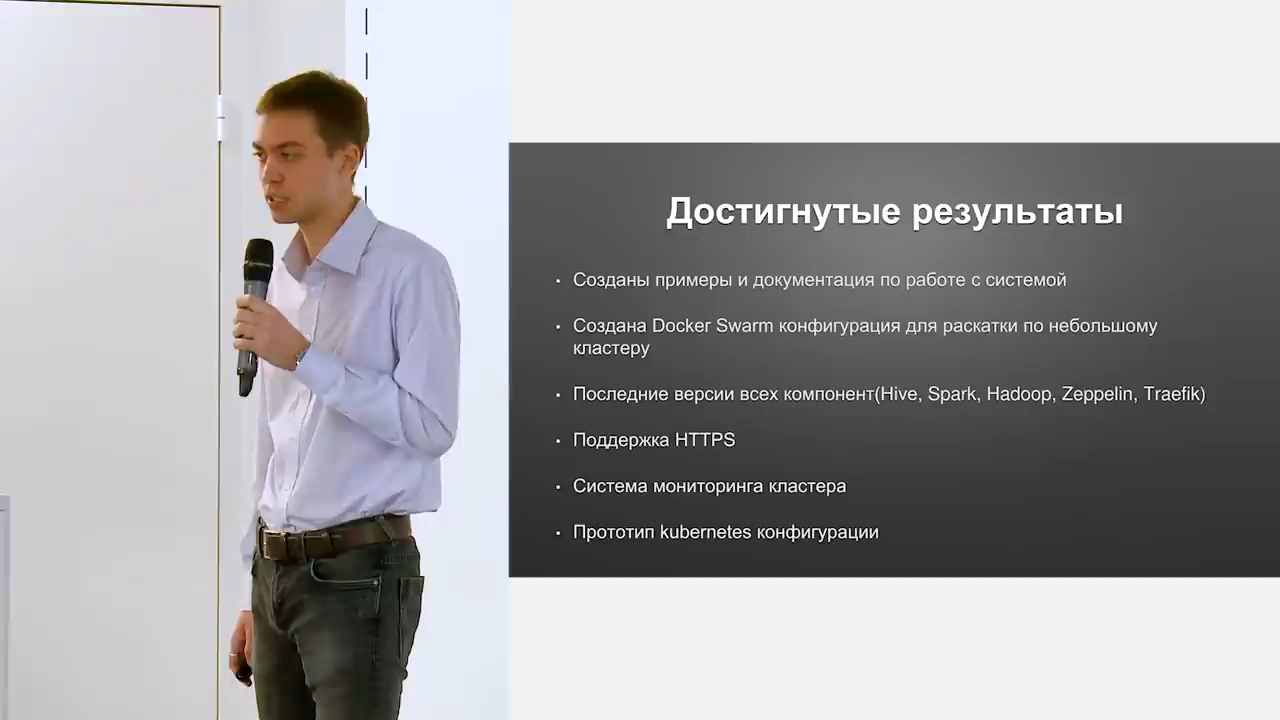 Достигнутые результаты
• Созданы примеры и документация по работе с системой
• Создана Docker Swarm конфигурация для раскатки по небольшому
кластеру
• Последние версии всех компонент(Hive, Spark, Hadoop, Zeppelin, Traefik)
• Поддержка HTTPS
• Система мониторинга кластера
• Прототип kubernetes конфигурации